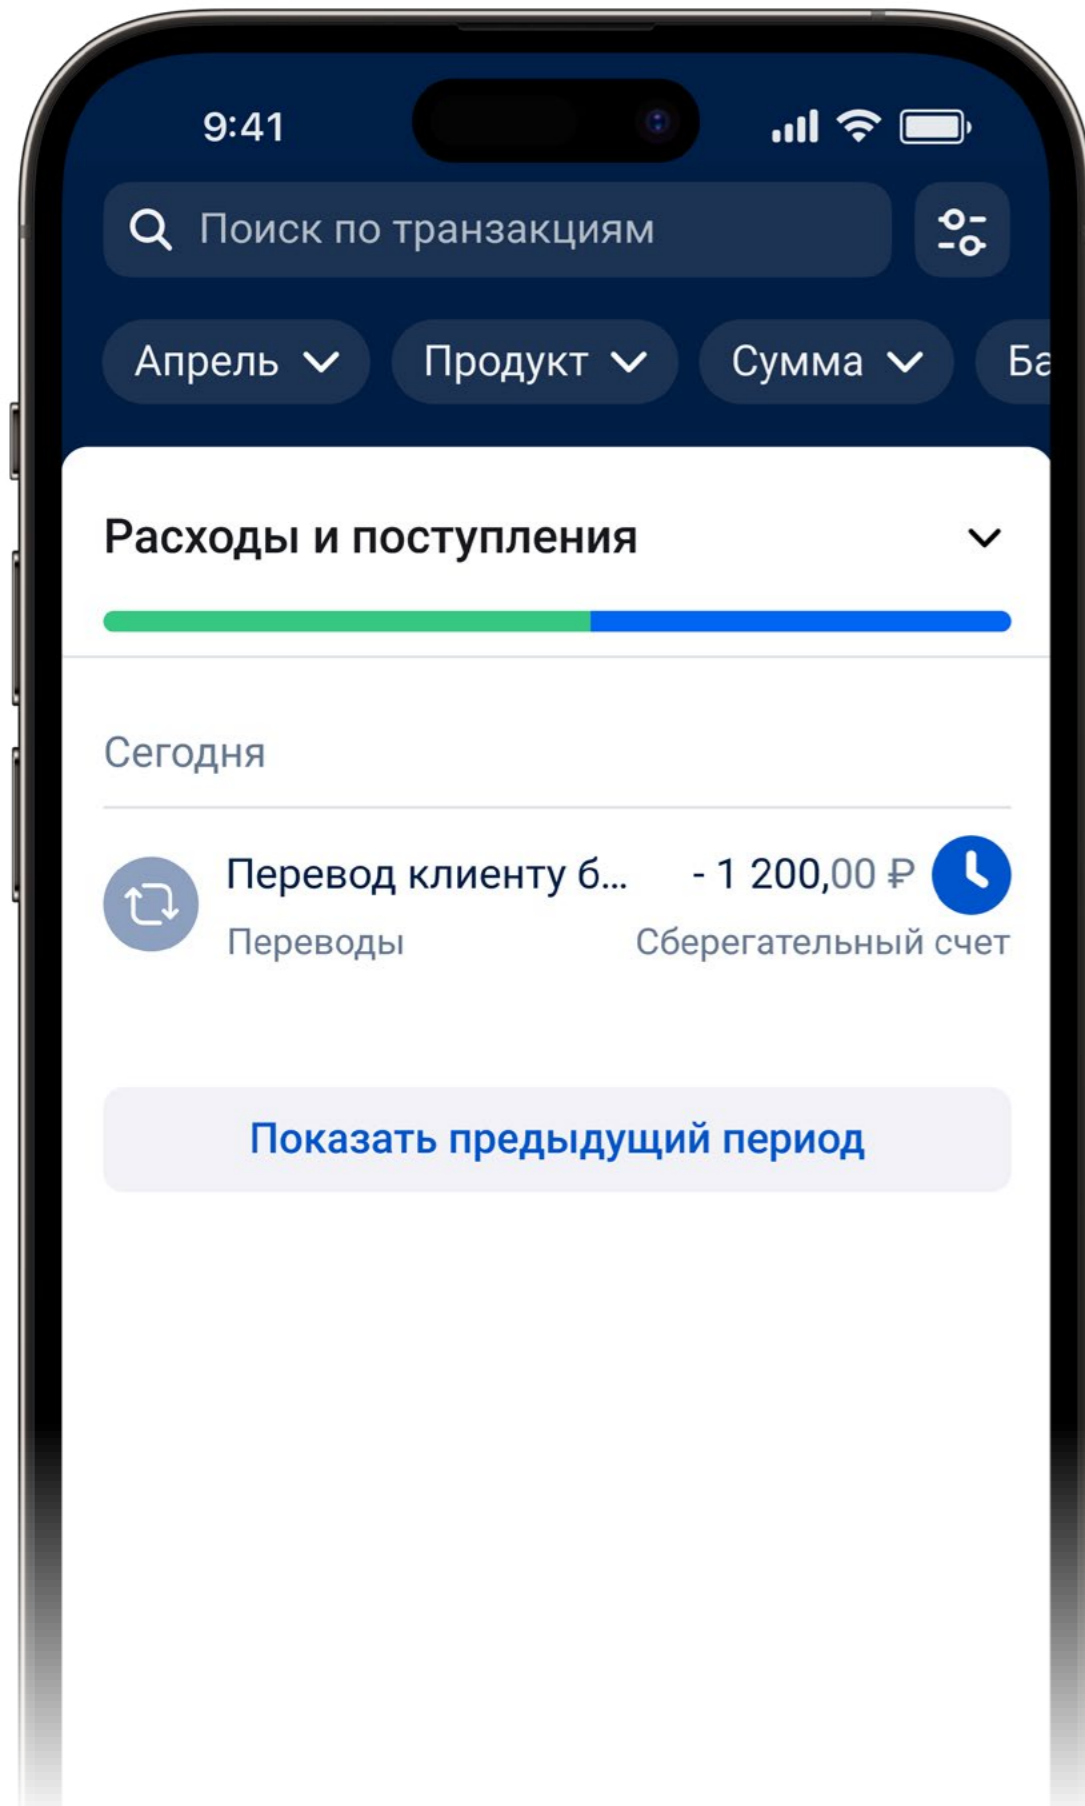 9:41
Поиск по транзакциям
Апрель Продукт Сумма Ба
Расходы и поступления
Сегодня
Перевод клиенту б... - 1 200,00 ₽
Переводы Сберегательный счет
Показать предыдущий период